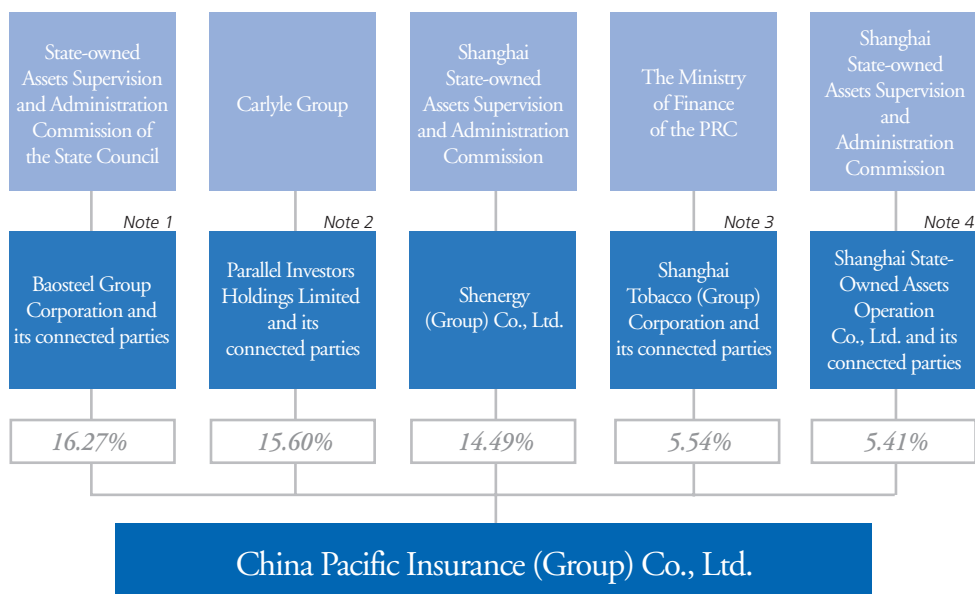 State-owned
Assets Supervision
and Administration
Commission of
the State Council
Carlyle Group
Shanghai
State-owned
Assets Supervision
and Administration
Commission
The Ministry
of Finance
of the PRC
Shanghai
State-owned
Assets Supervision
and
Administration
Commission
Note 1
Note 2
Note 3
Note 4
Baosteel Group
Corporation and
its connected parties
Parallel Investors
Holdings Limited
and its
connected parties
Shenergy
(Group) Co., Ltd.
Shanghai
Tobacco (Group)
Corporation and
its connected parties
Shanghai State-
Owned Assets
Operation
Co., Ltd. and its
connected parties
16.27%
15.60%
14.49%
5.54%
5.41%
China Pacific Insurance (Group) Co., Ltd.